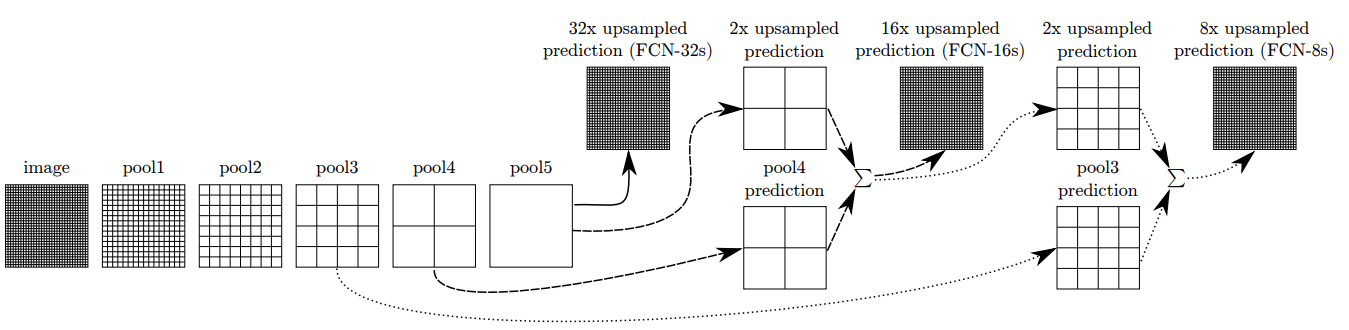 32x upsampled
prediction (FCN-32s)
2x upsampled
prediction
16x upsampled
prediction (FCN-16s)
2x upsampled
prediction
8x upsampled
prediction (FCN-8s)
image
pool1
pool2
pool3
pool4
pool5
pool4
prediction
∑
pool3
prediction
∑